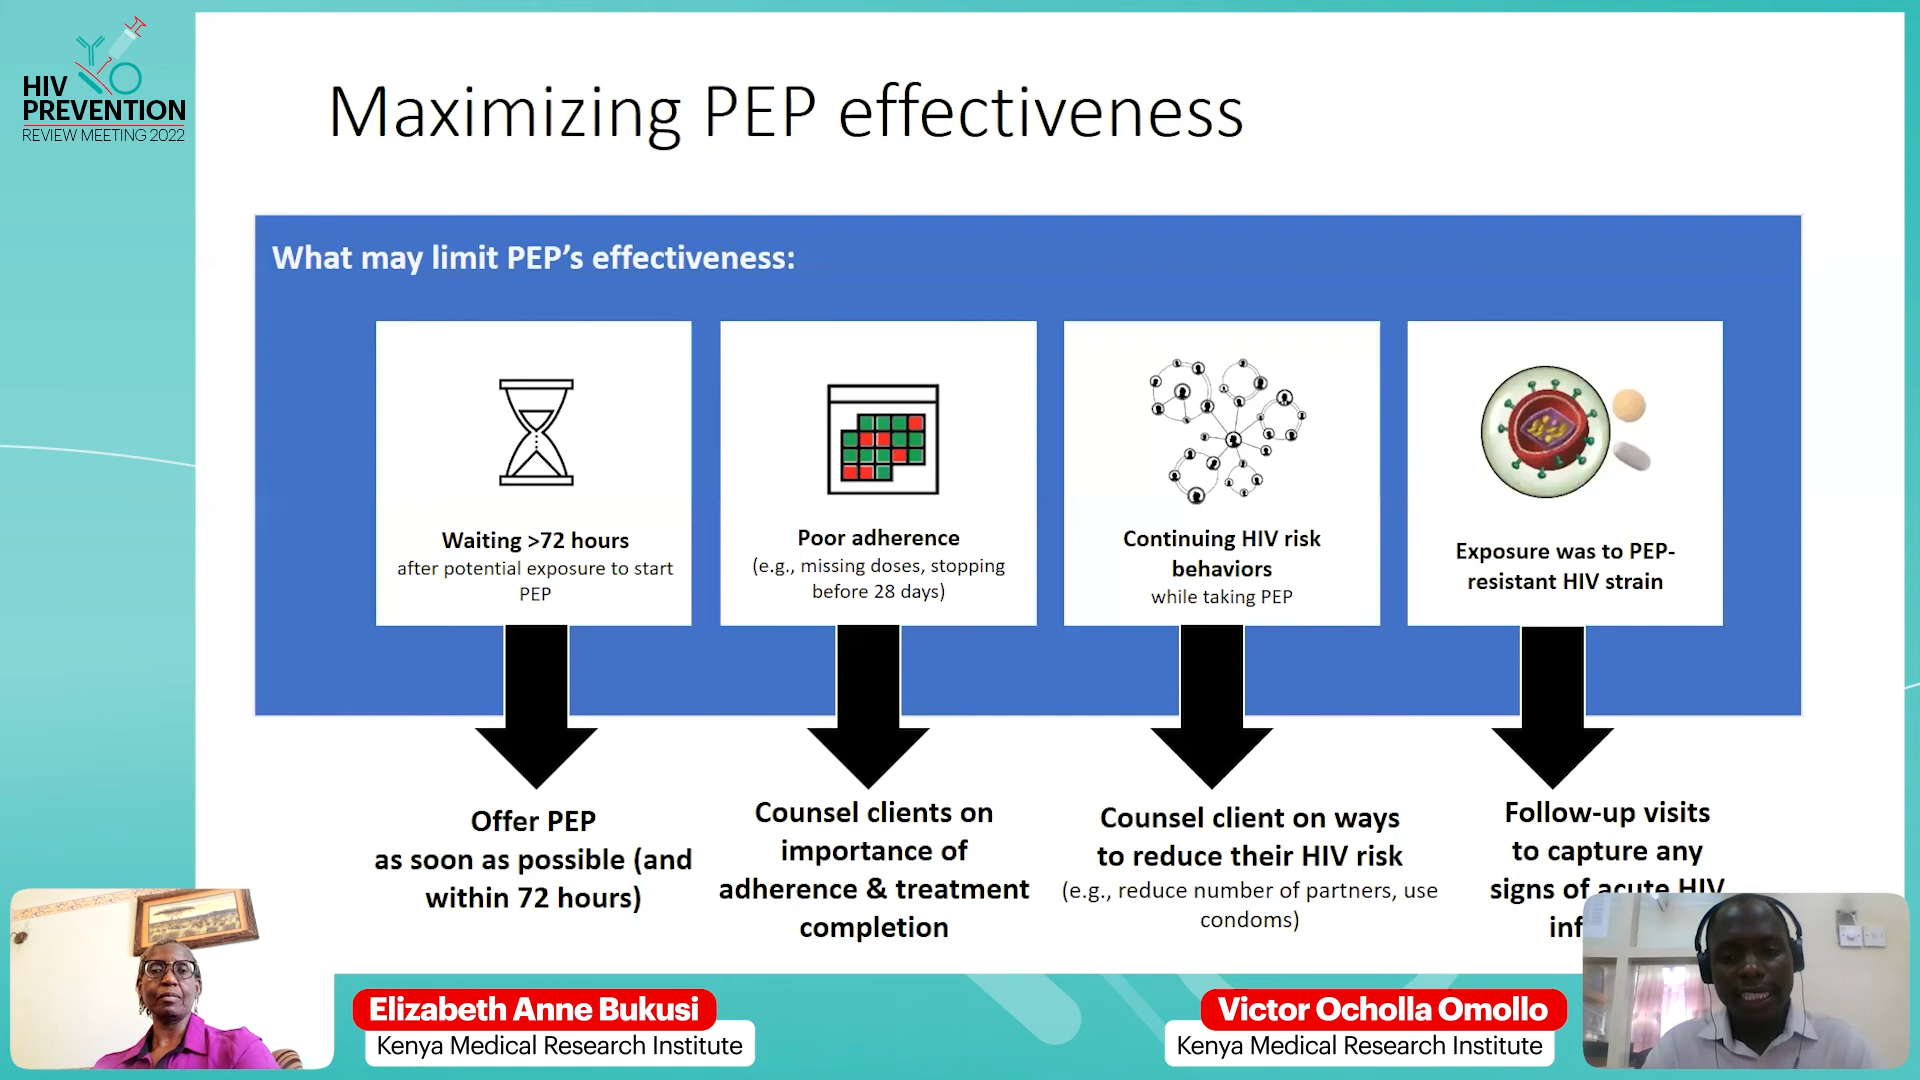 HIV
PREVENTION
REVIEW MEETING 2022
Maximizing PEP effectiveness
What may limit PEP’s effectiveness:
Waiting >72 hours
after potential exposure to start
PEP
Poor adherence
(e.g., missing doses, stopping
before 28 days)
Continuing HIV risk
behaviors
while taking PEP
Exposure was to PEP-
resistant HIV strain
Offer PEP
as soon as possible (and
within 72 hours)
Counsel clients on
importance of
adherence & treatment
completion
Counsel client on ways
to reduce their HIV risk
(e.g., reduce number of partners, use
condoms)
Follow-up visits
to capture any
signs of acute HIV
Elizabeth Anne Bukusi
Kenya Medical Research Institute
Victor Ocholla Omollo
Kenya Medical Research Institute